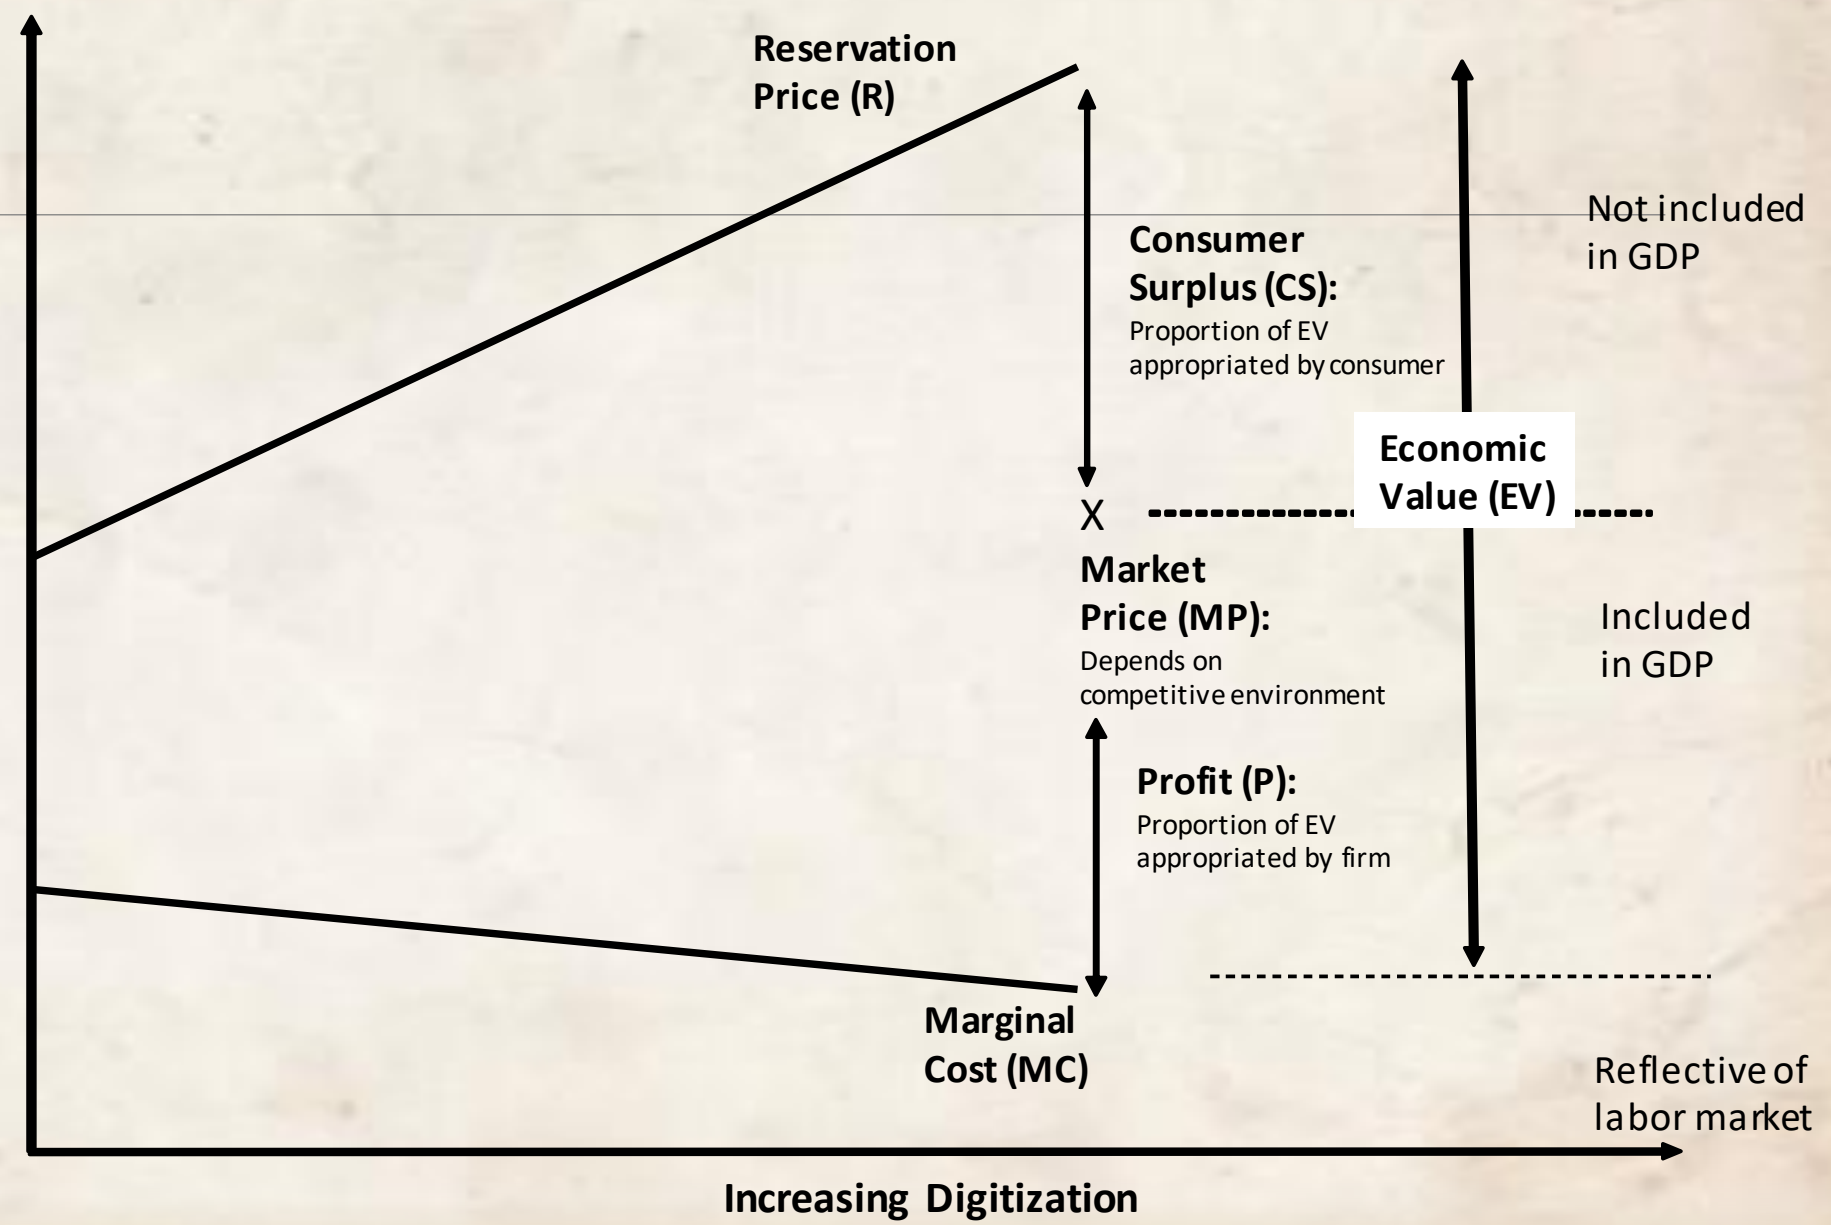 Reservation
Price (R)
Not included
in GDP
Consumer
Surplus (CS):
Proportion of EV
appropriated by consumer
Economic
Value (EV)
X
Market
Price (MP):
Depends on
competitive environment
Included
in GDP
Profit (P):
Proportion of EV
appropriated by firm
Marginal
Cost (MC)
Reflective of
labor market
Increasing Digitization